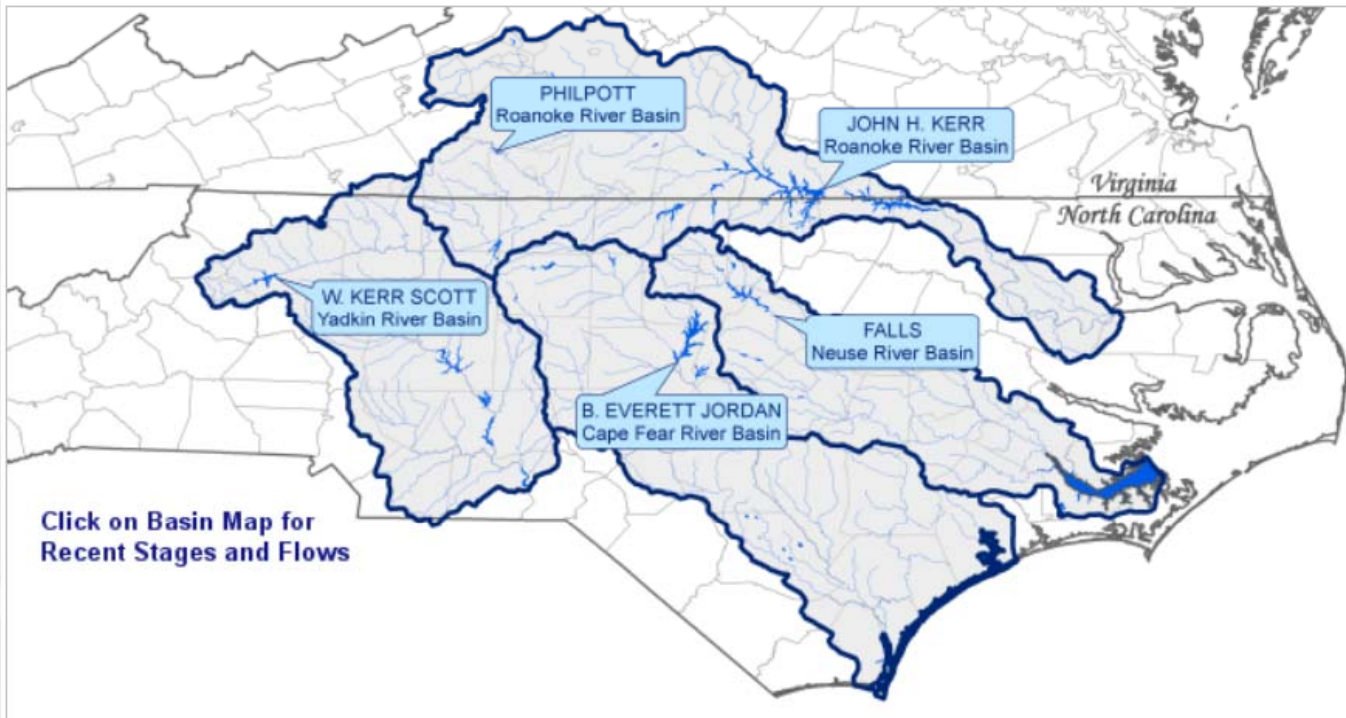 PHILPOTT
Roanoke River Basin
JOHN H. KERR
Roanoke River Basin
Virginia
North Carolina
W. KERR SCOTT
Yadkin River Basin
FALLS
Neuse River Basin
B. EVERETT JORDAN
Cape Fear River Basin
Click on Basin Map for
Recent Stages and Flows